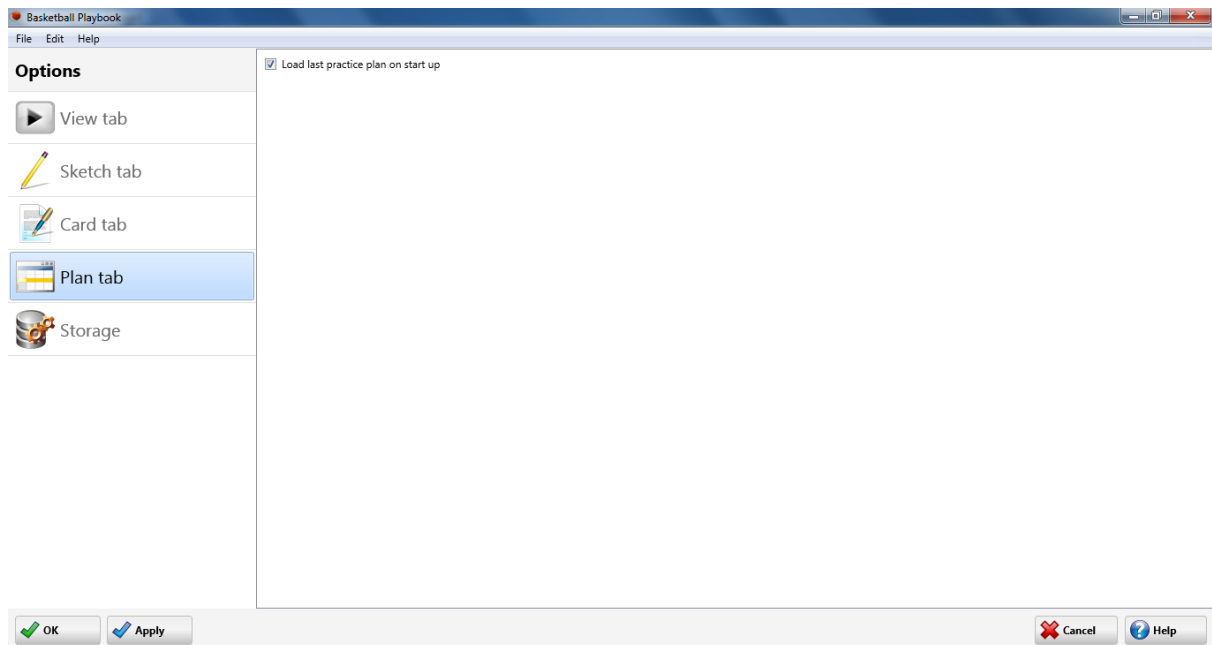 Basketball Playbook
File Edit Help
Options
Load last practice plan on start up
View tab
Sketch tab
Card tab
Plan tab
Storage
OK Apply Cancel Help